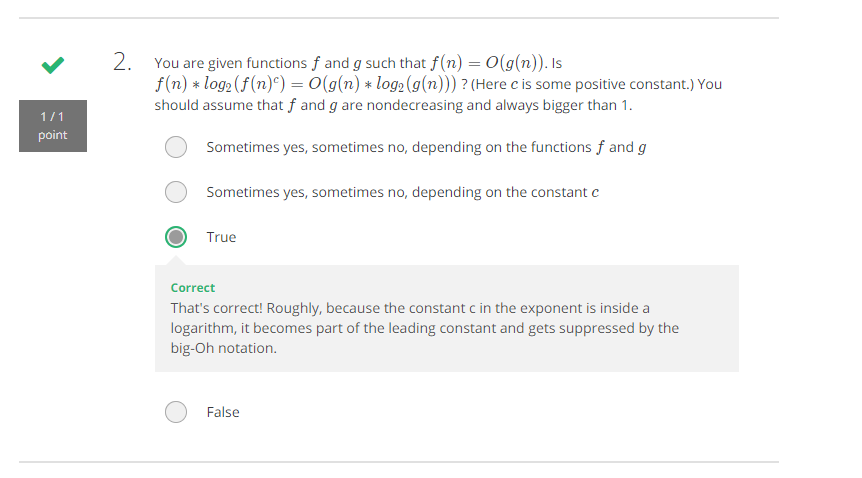 2. You are given functions f and g such that f(n) = O(g(n)). Is
f(n) ∗ log₂(f(n)ᶜ) = O(g(n) ∗ log₂(g(n))) ? (Here c is some positive constant.) You
should assume that f and g are nondecreasing and always bigger than 1.
1 / 1
point
Sometimes yes, sometimes no, depending on the functions f and g
Sometimes yes, sometimes no, depending on the constant c
True
Correct
That's correct! Roughly, because the constant c in the exponent is inside a
logarithm, it becomes part of the leading constant and gets suppressed by the
big-Oh notation.
False